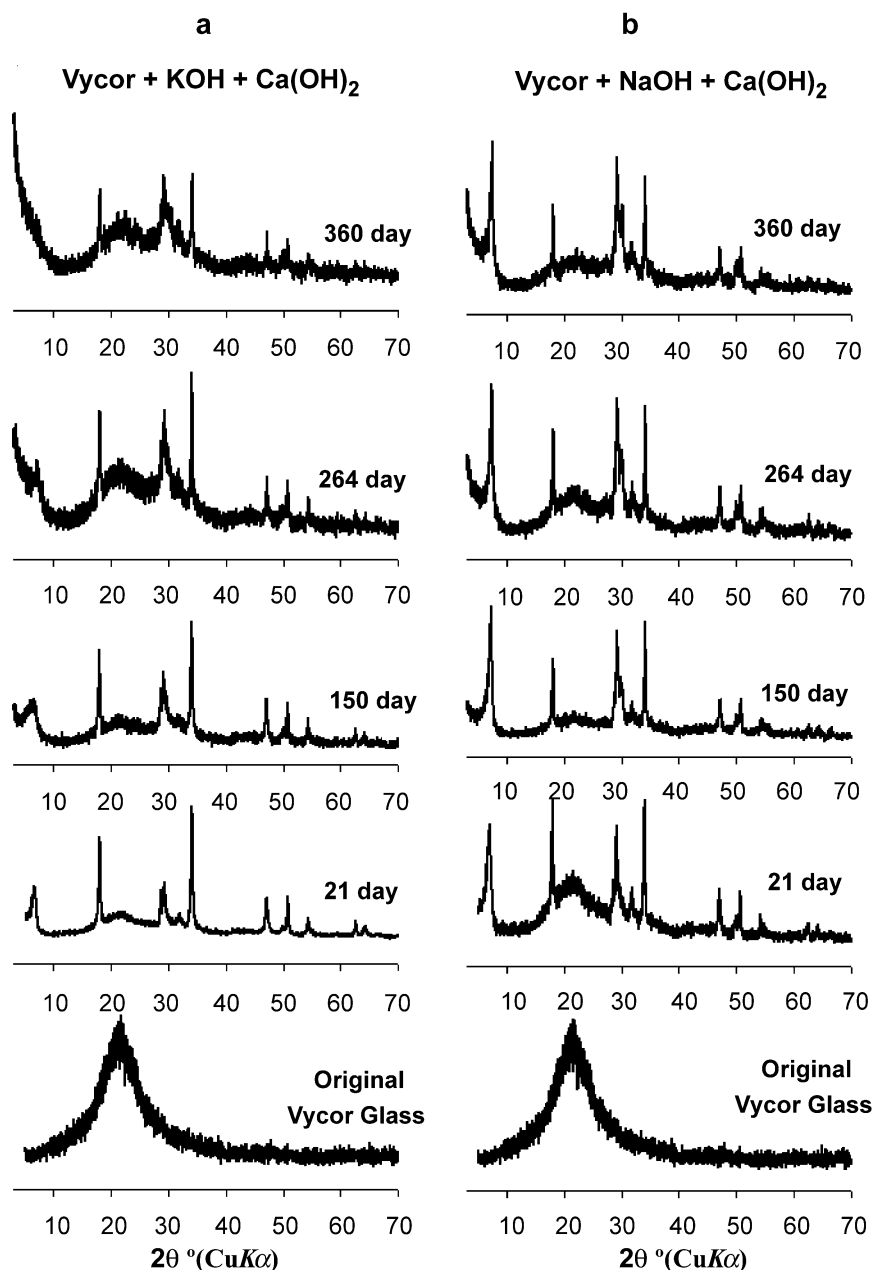 a
Vycor + KOH + Ca(OH)₂
360 day
10 20 30 40 50 60 70
264 day
10 20 30 40 50 60 70
150 day
10 20 30 40 50 60 70
21 day
10 20 30 40 50 60 70
Original
Vycor Glass
10 20 30 40 50 60 70
2θ º(CuKα)
b
Vycor + NaOH + Ca(OH)₂
360 day
10 20 30 40 50 60 70
264 day
10 20 30 40 50 60 70
150 day
10 20 30 40 50 60 70
21 day
10 20 30 40 50 60 70
Original
Vycor Glass
10 20 30 40 50 60 70
2θ º(CuKα)